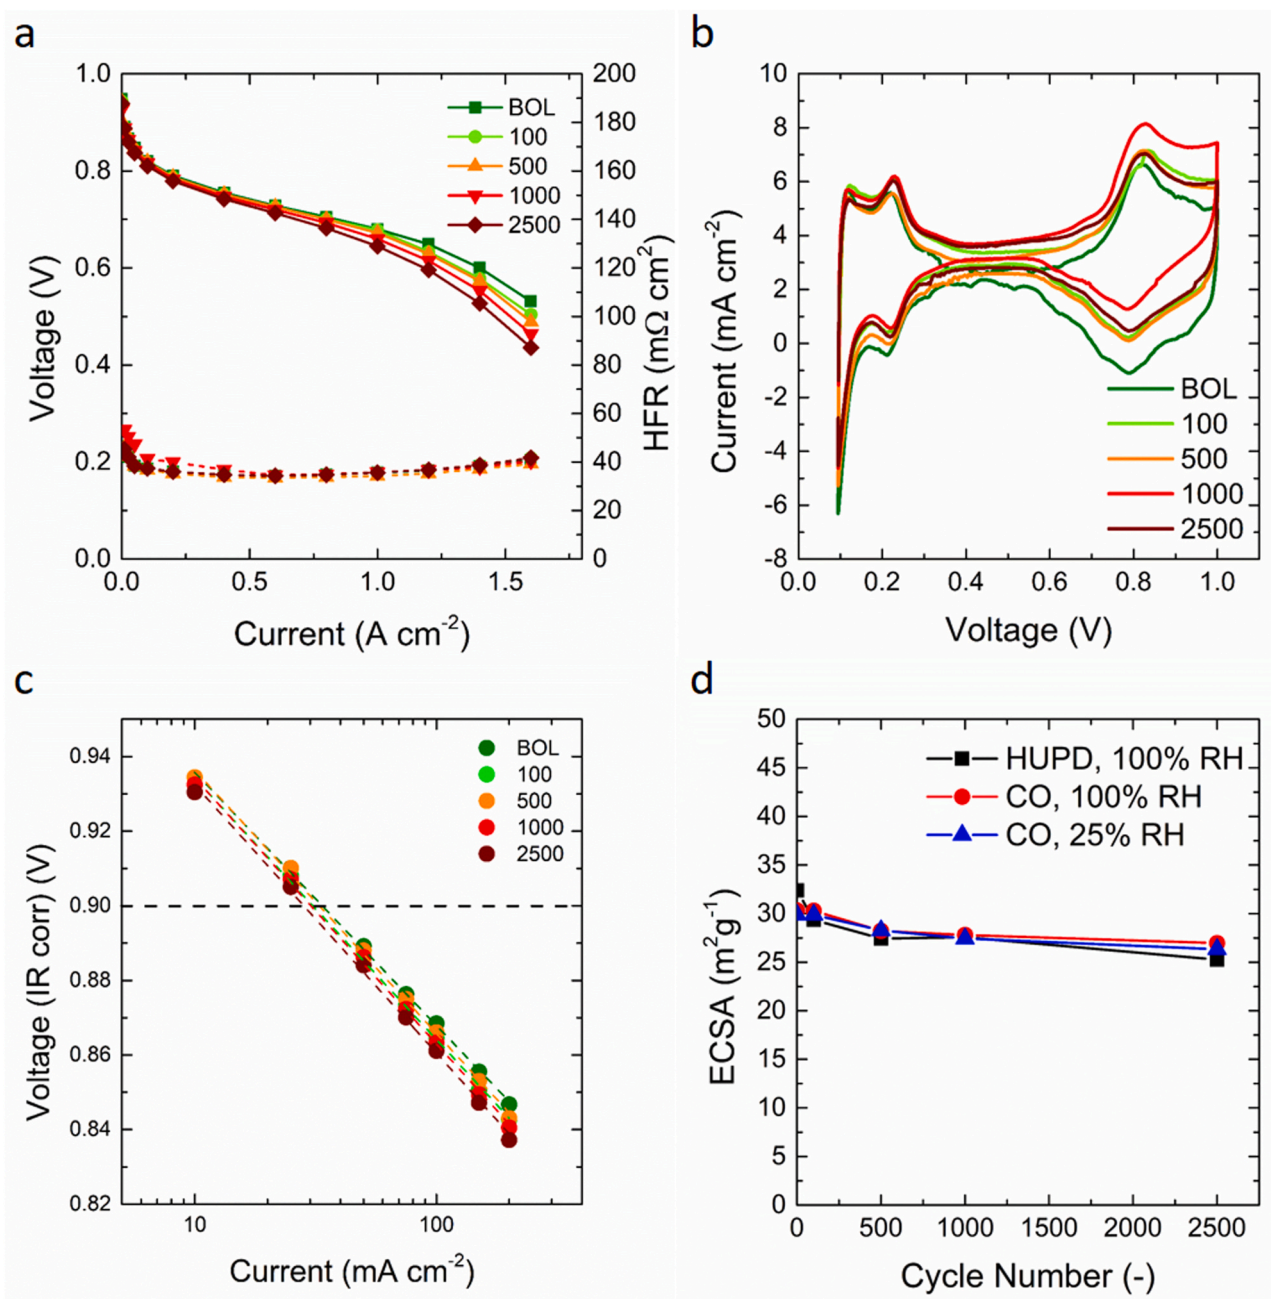 a
1.0
0.8
0.6
0.4
0.2
0.0
Voltage (V)
200
180
160
140
120
100
80
60
40
20
0
HFR (mΩ cm²)
BOL
100
500
1000
2500
0.0 0.5 1.0 1.5
Current (A cm⁻²)
b
10
8
6
4
2
0
-2
-4
-6
-8
Current (mA cm⁻²)
BOL
100
500
1000
2500
0.0 0.2 0.4 0.6 0.8 1.0
Voltage (V)
c
0.94
0.92
0.90
0.88
0.86
0.84
0.82
Voltage (IR corr) (V)
BOL
100
500
1000
2500
10 100
Current (mA cm⁻²)
d
50
45
40
35
30
25
20
15
10
5
0
ECSA (m²g⁻¹)
HUPD, 100% RH
CO, 100% RH
CO, 25% RH
0 500 1000 1500 2000 2500
Cycle Number (-)